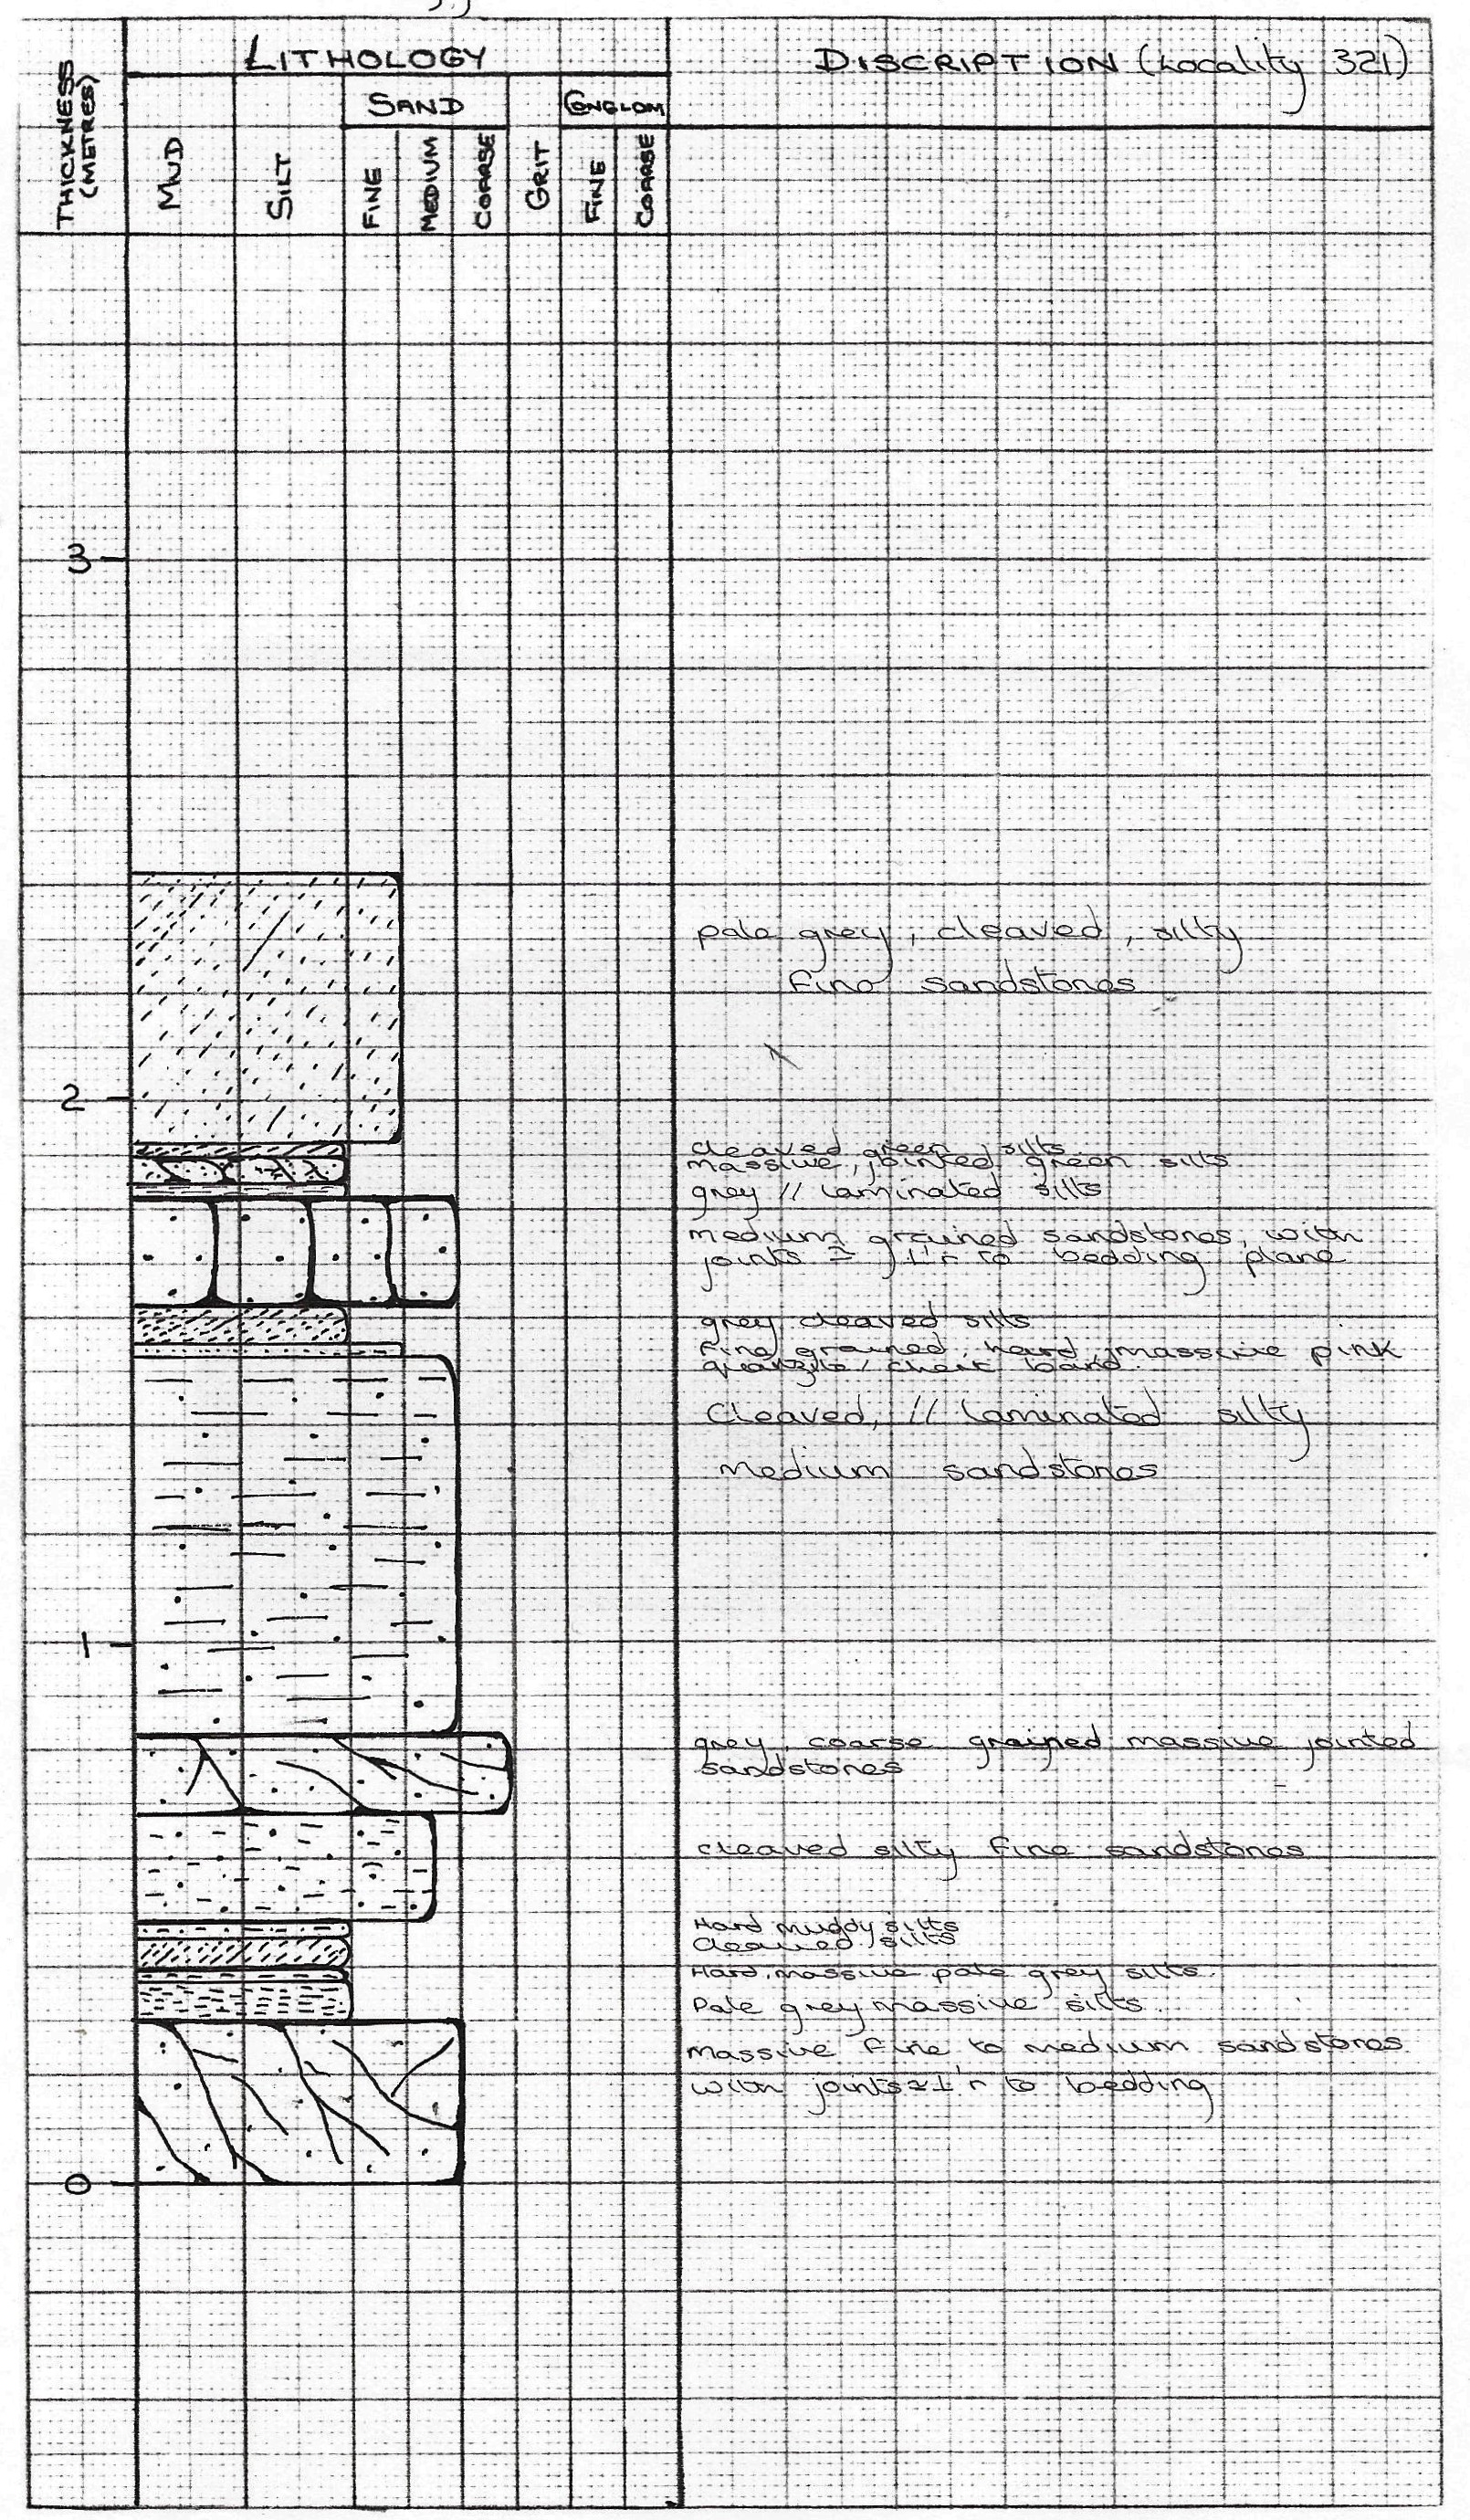 LITHOLOGY
DISCRIPTION (Locality 321)
THICKNESS
(METRES)
SAND
CONGLOM
MUD
SILT
FINE
MEDIUM
COARSE
GRIT
FINE
COARSE
3
pale grey, cleaved, silty
fine sandstones
2
cleaved green silts
massive, jointed green silts
grey // laminated silts
medium grained sandstones, with
joints ≃ ⊥'r to bedding plane
grey cleaved silts
Fine grained, hard, massive pink
quartzite/chert band.
Cleaved, // laminated silty
medium sandstones
1
grey, coarse grained massive jointed
sandstones
cleaved silty fine sandstones
Hard muddy silts
Cleaved silts
Hard, massive pale grey silts.
Pale grey massive silts.
Massive fine to medium sandstones
with joints ≃ ⊥'r to bedding
0